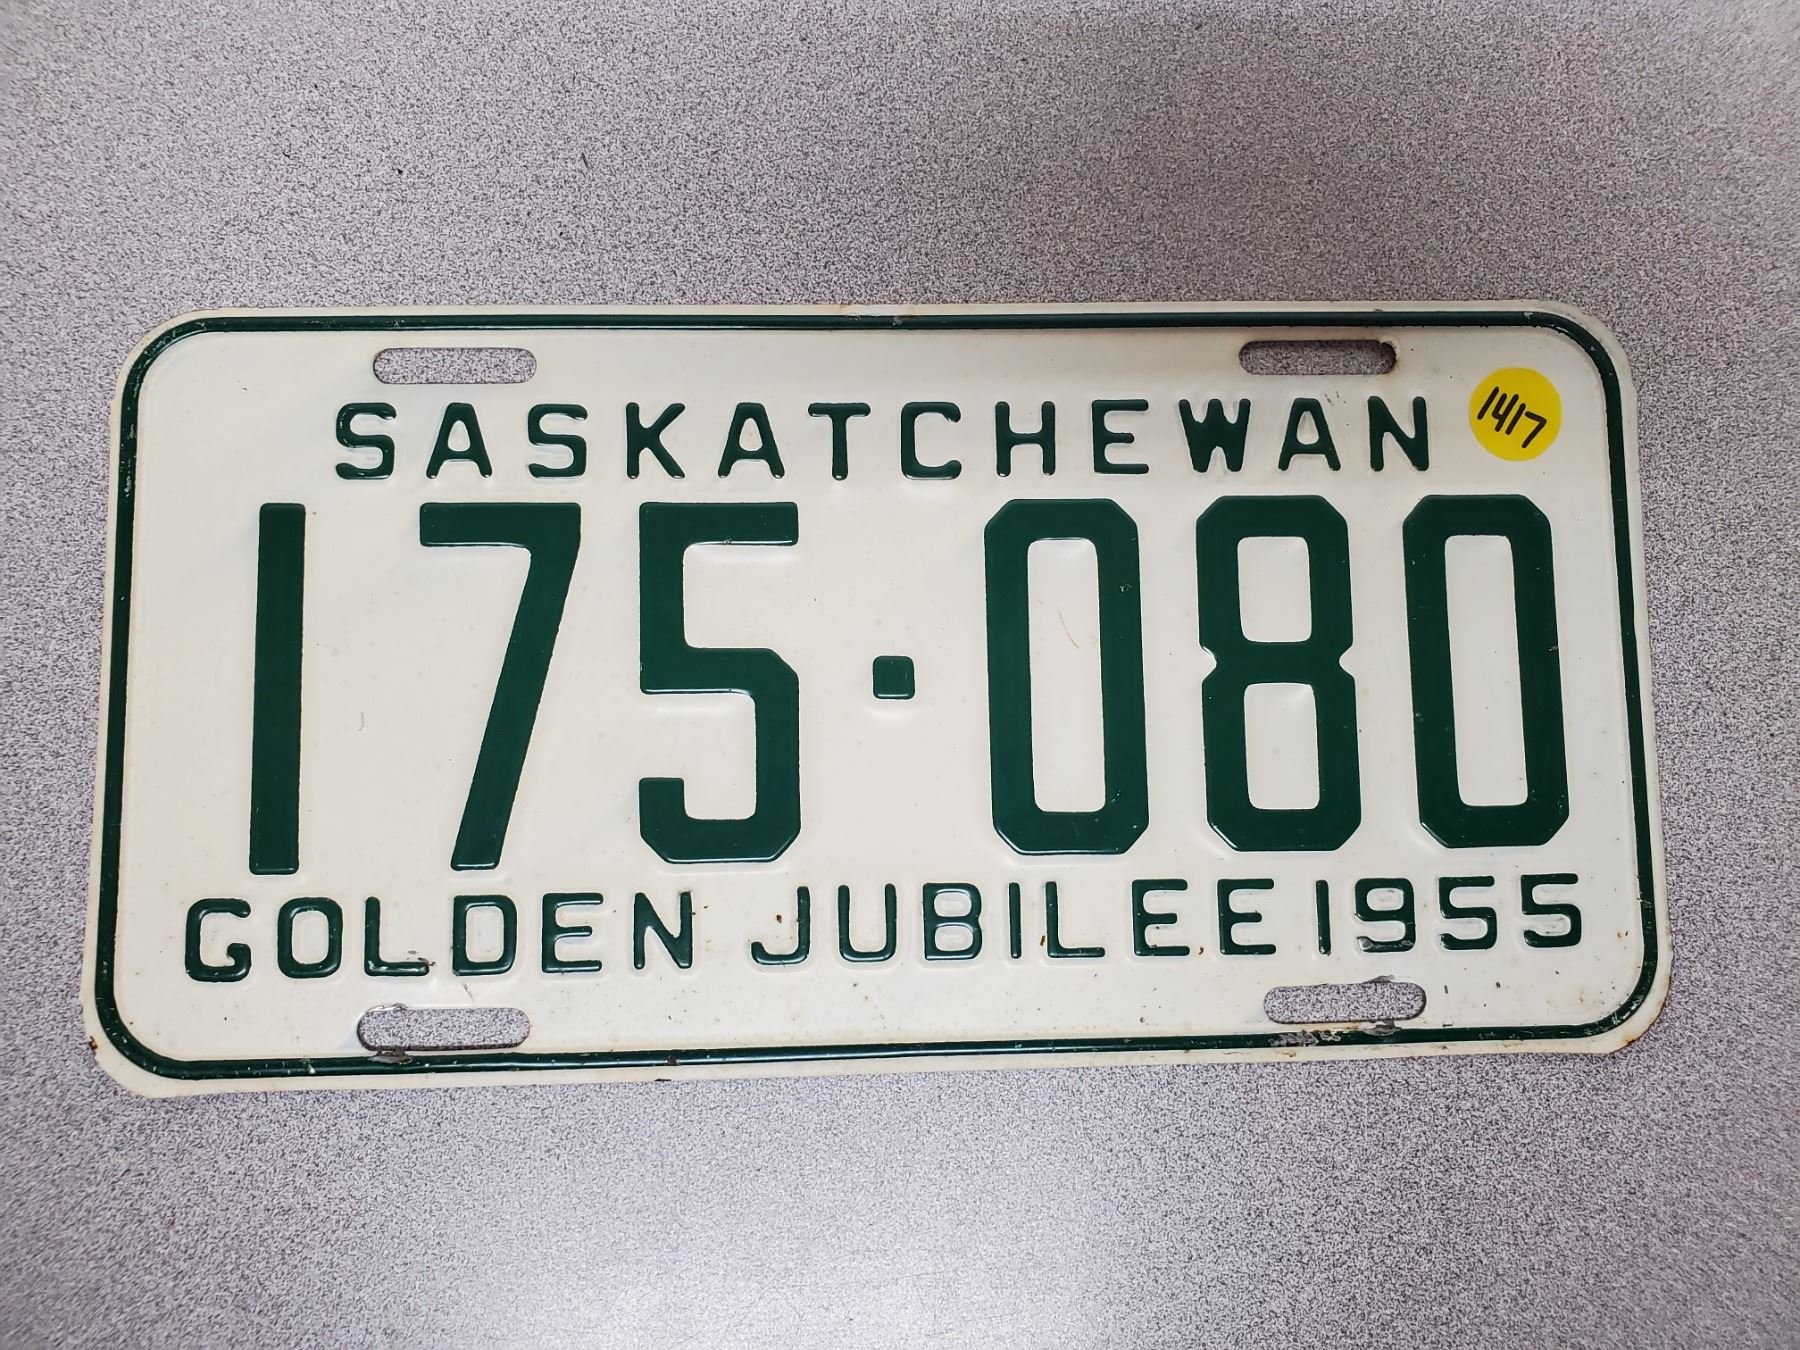 SASKATCHEWAN
1417
175·080
GOLDEN JUBILEE 1955